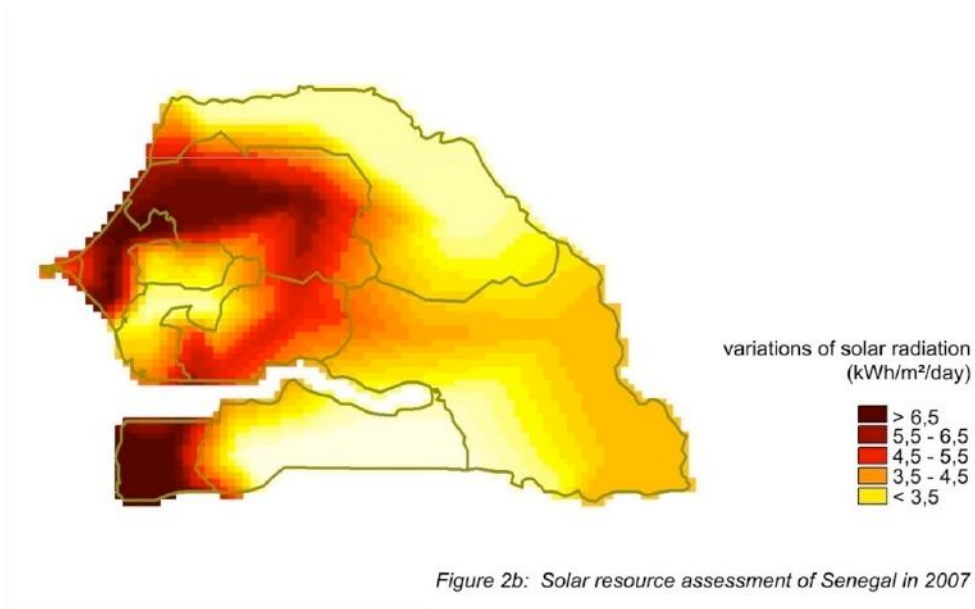 variations of solar radiation
(kWh/m²/day)
> 6,5
5,5 - 6,5
4,5 - 5,5
3,5 - 4,5
< 3,5
Figure 2b: Solar resource assessment of Senegal in 2007